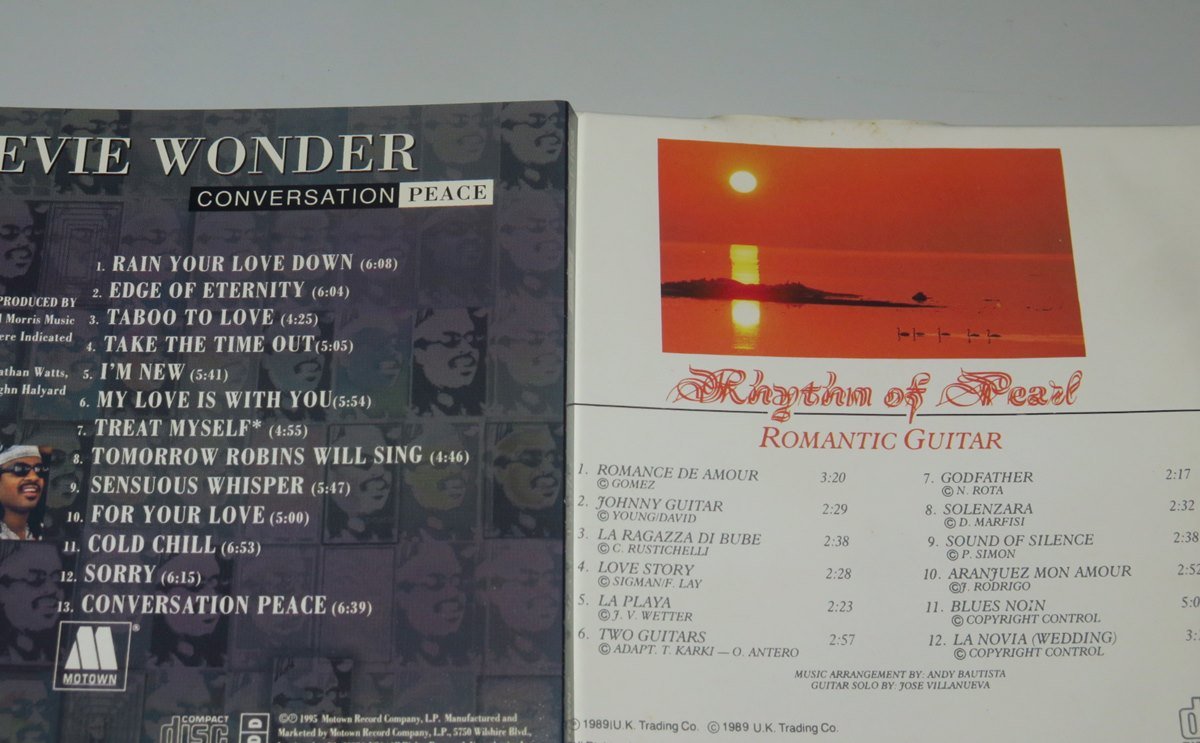 EVIE WONDER
CONVERSATION PEACE
1. RAIN YOUR LOVE DOWN (6:08)
2. EDGE OF ETERNITY (6:04)
3. TABOO TO LOVE (4:25)
4. TAKE THE TIME OUT (5:05)
5. I'M NEW (5:41)
6. MY LOVE IS WITH YOU (5:54)
7. TREAT MYSELF* (4:55)
8. TOMORROW ROBINS WILL SING (4:46)
9. SENSUOUS WHISPER (5:47)
10. FOR YOUR LOVE (5:00)
11. COLD CHILL (6:53)
12. SORRY (6:15)
13. CONVERSATION PEACE (6:39)
PRODUCED BY
Morris Music
ere Indicated
athan Watts,
ghn Halyard
M
MOTOWN
®
COMPACT
disc
©℗ 1995 Motown Record Company, L.P. Manufactured and
Marketed by Motown Record Company, L.P., 5750 Wilshire Blvd.,
Rhythm of Pearl
ROMANTIC GUITAR
1. ROMANCE DE AMOUR 3:20
© GOMEZ
2. JOHNNY GUITAR 2:29
© YOUNG/DAVID
3. LA RAGAZZA DI BUBE 2:38
© C. RUSTICHELLI
4. LOVE STORY 2:28
© SIGMAN/F. LAY
5. LA PLAYA 2:23
© J. V. WETTER
6. TWO GUITARS 2:57
© ADAPT. T. KARKI — O. ANTERO
7. GODFATHER 2:17
© N. ROTA
8. SOLENZARA 2:32
© D. MARFISI
9. SOUND OF SILENCE 2:38
© P. SIMON
10. ARANJUEZ MON AMOUR 2:52
© J. RODRIGO
11. BLUES NOIN 5:0
© COPYRIGHT CONTROL
12. LA NOVIA (WEDDING) 3:
© COPYRIGHT CONTROL
MUSIC ARRANGEMENT BY: ANDY BAUTISTA
GUITAR SOLO BY: JOSE VILLANUEVA
℗ 1989 U.K. Trading Co. © 1989 U.K. Trading Co.